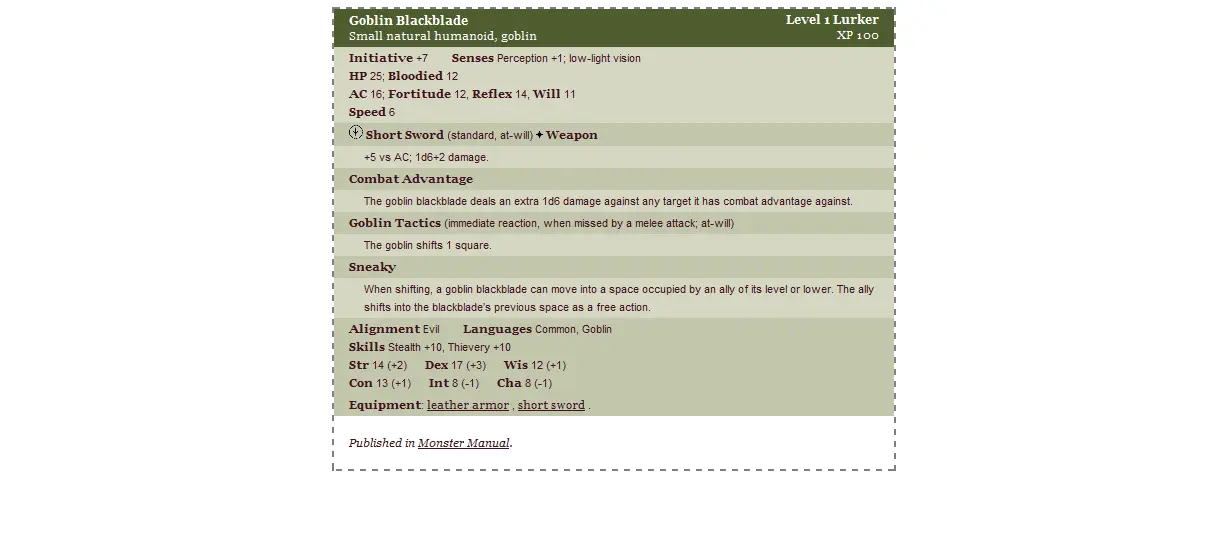 Goblin Blackblade Level 1 Lurker
Small natural humanoid, goblin XP 100
Initiative +7 Senses Perception +1; low-light vision
HP 25; Bloodied 12
AC 16; Fortitude 12, Reflex 14, Will 11
Speed 6
Short Sword (standard, at-will) ✦ Weapon
+5 vs AC; 1d6+2 damage.
Combat Advantage
The goblin blackblade deals an extra 1d6 damage against any target it has combat advantage against.
Goblin Tactics (immediate reaction, when missed by a melee attack; at-will)
The goblin shifts 1 square.
Sneaky
When shifting, a goblin blackblade can move into a space occupied by an ally of its level or lower. The ally
shifts into the blackblade's previous space as a free action.
Alignment Evil Languages Common, Goblin
Skills Stealth +10, Thievery +10
Str 14 (+2) Dex 17 (+3) Wis 12 (+1)
Con 13 (+1) Int 8 (-1) Cha 8 (-1)
Equipment: leather armor , short sword .
Published in Monster Manual.